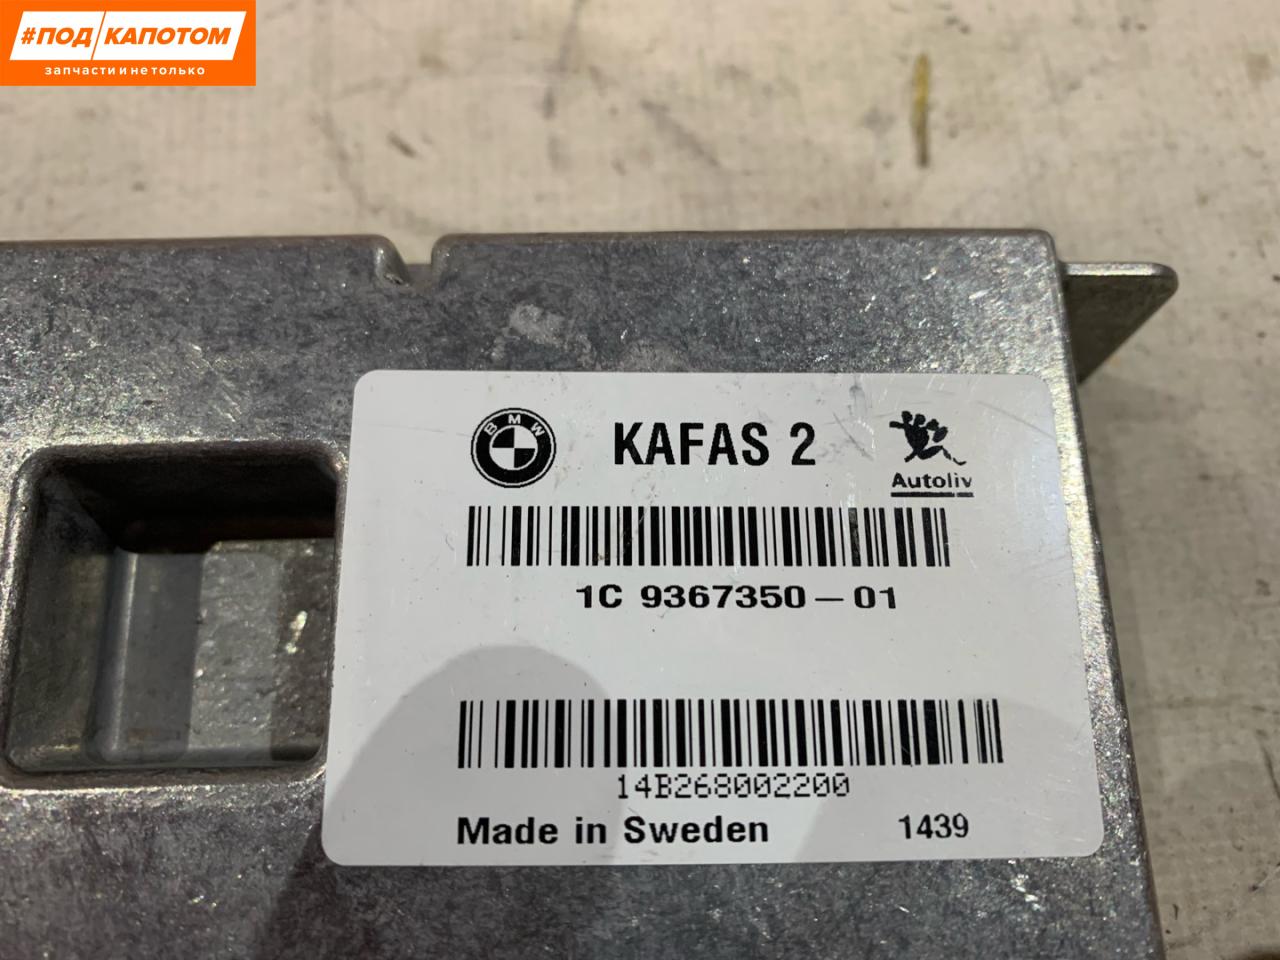 #ПОД КАПОТОМ
ЗАПЧАСТИ И НЕ ТОЛЬКО
BMW
KAFAS 2
Autoliv
1C 9367350-01
14B268002200
Made in Sweden 1439